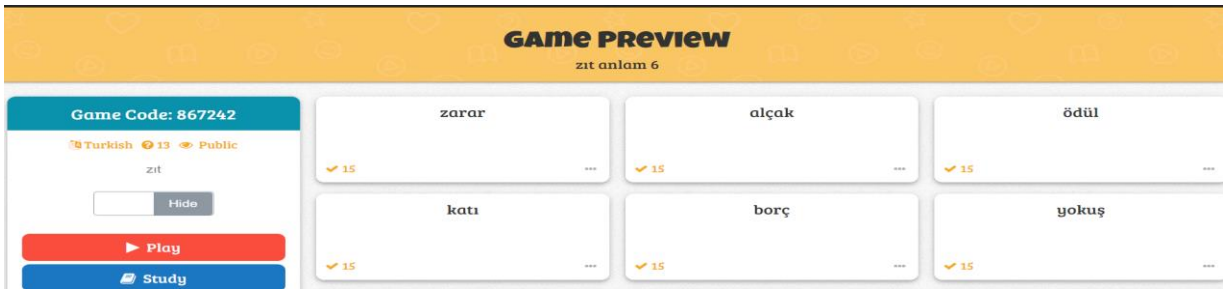 GAME PREVIEW
zıt anlam 6
Game Code: 867242
Turkish 13 Public
zıt
Hide
Play
Study
zarar
15
alçak
15
ödül
15
katı
15
borç
15
yokuş
15